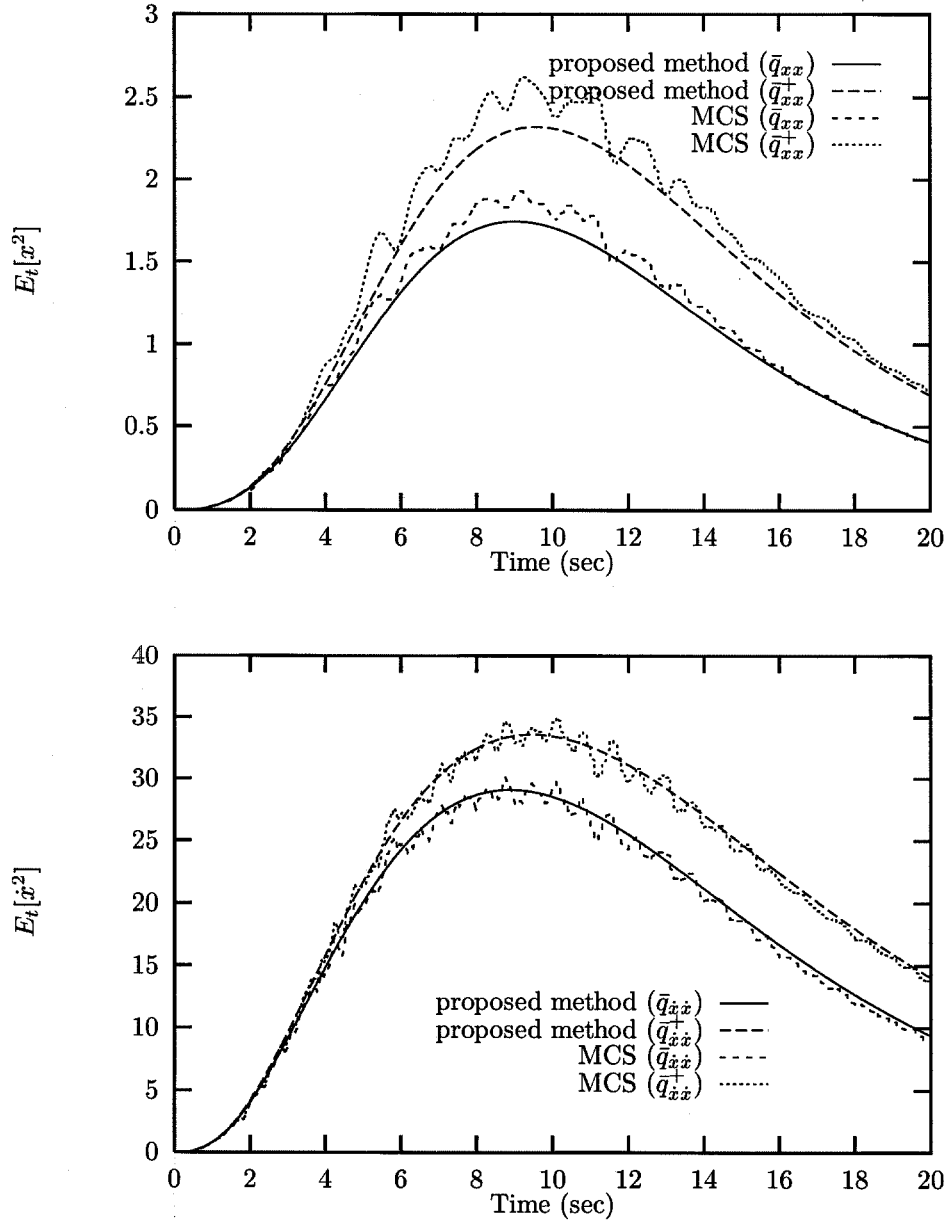 3
2.5
2
1.5
1
0.5
0
E_t[x²]
proposed method (q̄_xx)
proposed method (q̄⁺_xx)
MCS (q̄_xx)
MCS (q̄⁺_xx)
0 2 4 6 8 10 12 14 16 18 20
Time (sec)
40
35
30
25
20
15
10
5
0
E_t[ẋ²]
proposed method (q̄_ẋẋ)
proposed method (q̄⁺_ẋẋ)
MCS (q̄_ẋẋ)
MCS (q̄⁺_ẋẋ)
0 2 4 6 8 10 12 14 16 18 20
Time (sec)